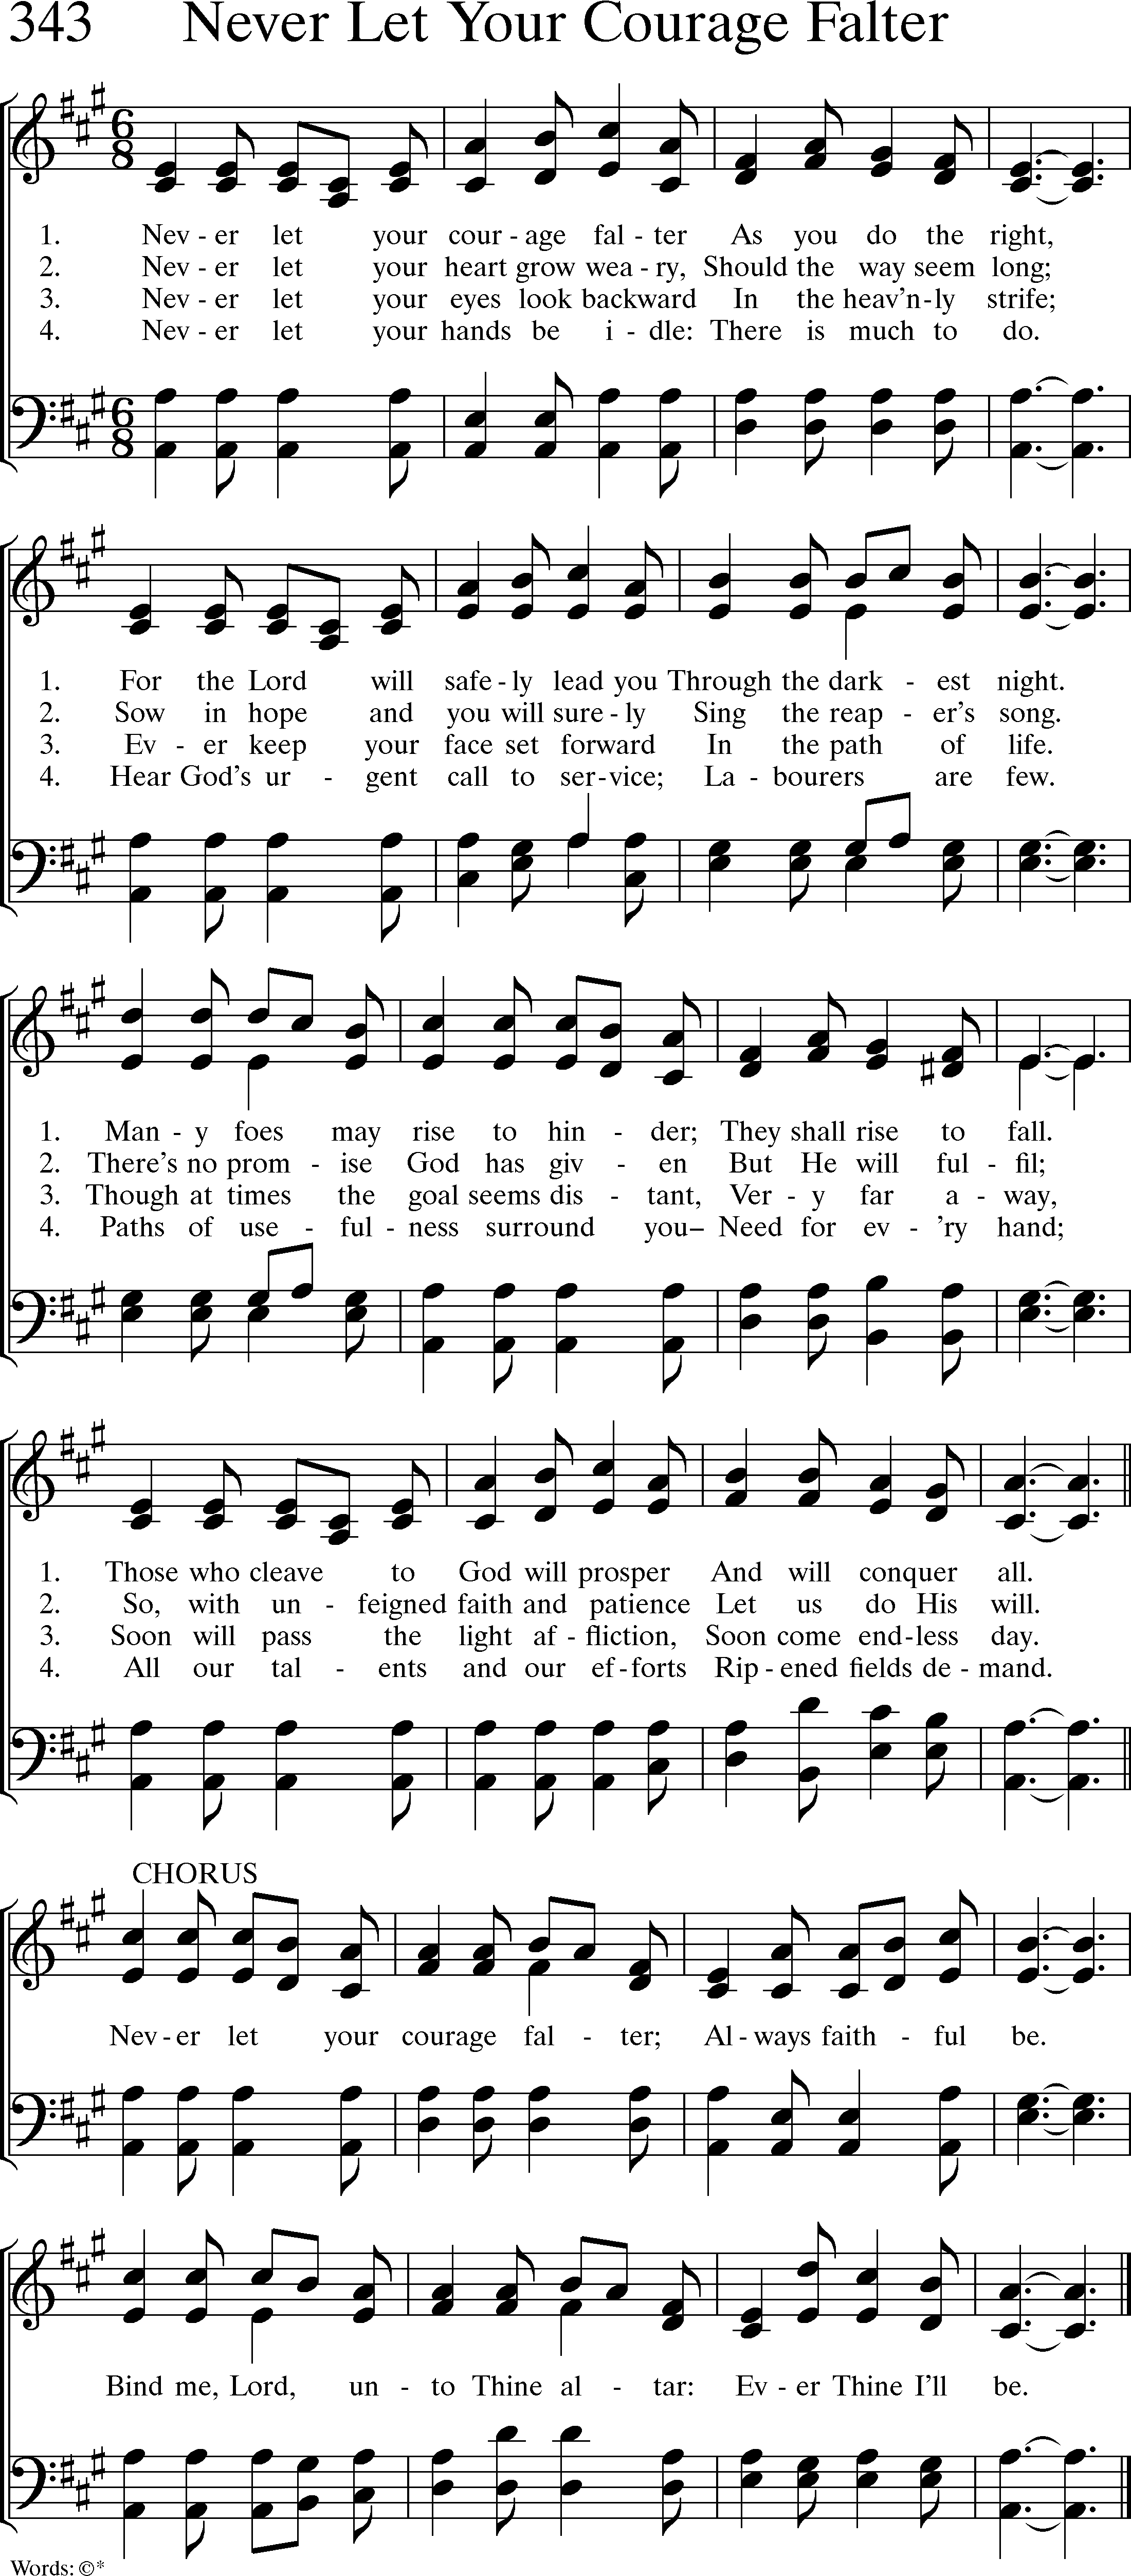 343 Never Let Your Courage Falter
1. Nev - er let your cour - age fal - ter As you do the right,
2. Nev - er let your heart grow wea - ry, Should the way seem long;
3. Nev - er let your eyes look backward In the heav'n - ly strife;
4. Nev - er let your hands be i - dle: There is much to do.
1. For the Lord will safe - ly lead you Through the dark - est night.
2. Sow in hope and you will sure - ly Sing the reap - er's song.
3. Ev - er keep your face set forward In the path of life.
4. Hear God's ur - gent call to ser - vice; La - bourers are few.
1. Man - y foes may rise to hin - der; They shall rise to fall.
2. There's no prom - ise God has giv - en But He will ful - fil;
3. Though at times the goal seems dis - tant, Ver - y far a - way,
4. Paths of use - ful - ness surround you– Need for ev - 'ry hand;
1. Those who cleave to God will prosper And will conquer all.
2. So, with un - feigned faith and patience Let us do His will.
3. Soon will pass the light af - fliction, Soon come end - less day.
4. All our tal - ents and our ef - forts Rip - ened fields de - mand.
CHORUS
Nev - er let your courage fal - ter; Al - ways faith - ful be.
Bind me, Lord, un - to Thine al - tar: Ev - er Thine I'll be.
Words: ©*